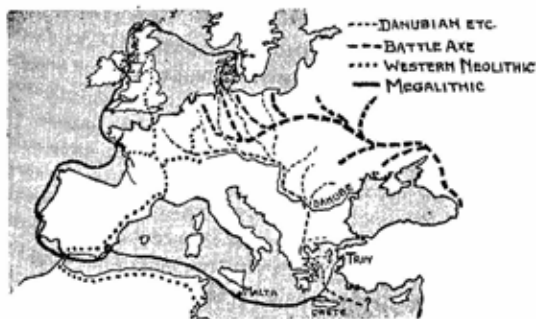 DANUBIAN ETC.
BATTLE AXE
WESTERN NEOLITHIC
MEGALITHIC
DANUBE
TROY
MALTA
CRETE
?